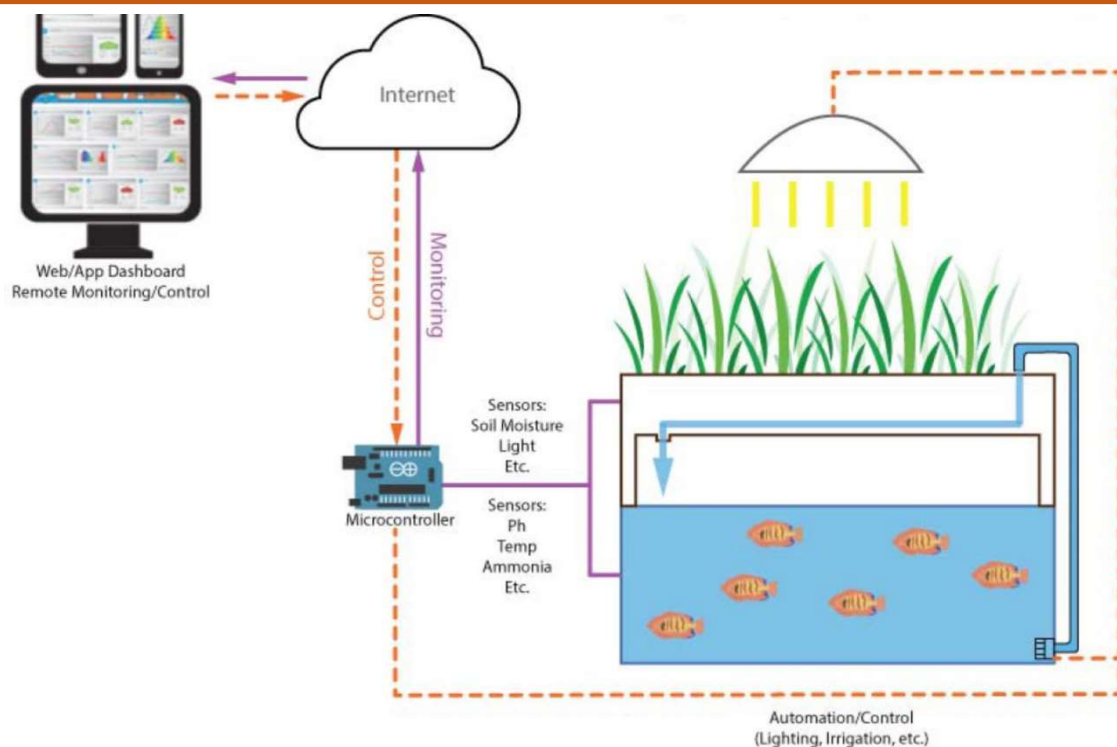 Internet
Web/App Dashboard
Remote Monitoring/Control
Control
Monitoring
Sensors:
Soil Moisture
Light
Etc.
Microcontroller
Sensors:
Ph
Temp
Ammonia
Etc.
Automation/Control
(Lighting, Irrigation, etc.)